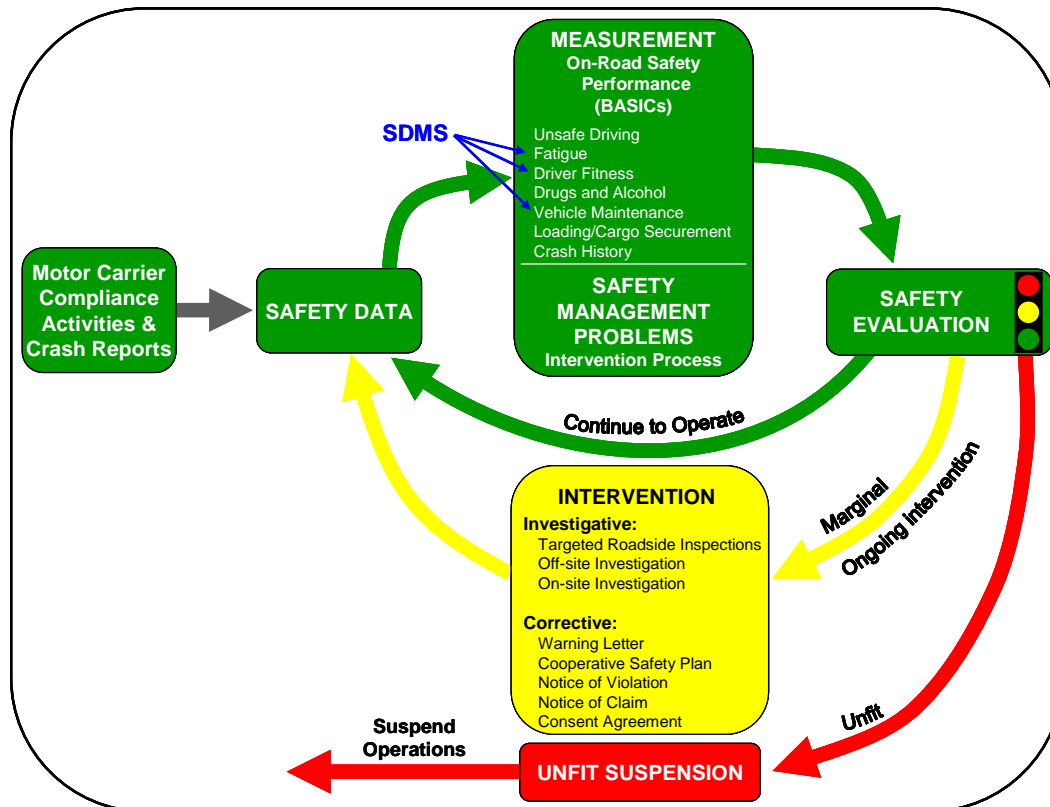 MEASUREMENT
On-Road Safety
Performance
(BASICs)
SDMS
Unsafe Driving
Fatigue
Driver Fitness
Drugs and Alcohol
Vehicle Maintenance
Loading/Cargo Securement
Crash History
SAFETY
MANAGEMENT
PROBLEMS
Intervention Process
Motor Carrier
Compliance
Activities &
Crash Reports
SAFETY DATA
SAFETY
EVALUATION
Continue to Operate
Marginal
Ongoing intervention
INTERVENTION
Investigative:
Targeted Roadside Inspections
Off-site Investigation
On-site Investigation
Corrective:
Warning Letter
Cooperative Safety Plan
Notice of Violation
Notice of Claim
Consent Agreement
Unfit
Suspend
Operations
UNFIT SUSPENSION